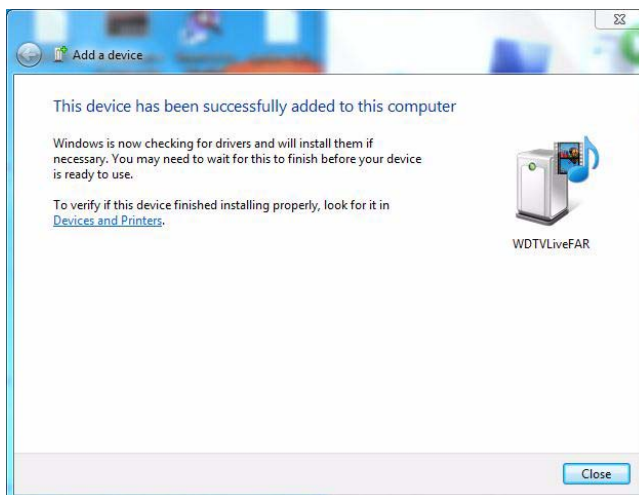 Add a device
This device has been successfully added to this computer
Windows is now checking for drivers and will install them if
necessary. You may need to wait for this to finish before your device
is ready to use.
To verify if this device finished installing properly, look for it in
Devices and Printers.
WDTVLiveFAR
Close